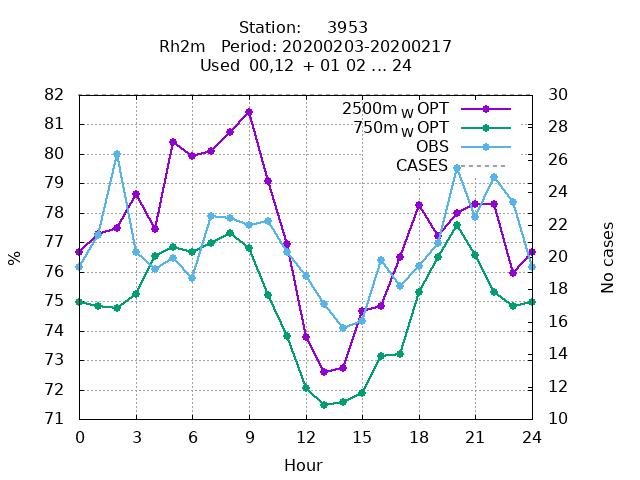 Station: 3953
Rh2m Period: 20200203-20200217
Used 00,12 + 01 02 ... 24
82 30
81 28
80 26
79 24
78 22
77 20
76 18
75 16
74 14
73 12
72 10
71
2500m W OPT
750m W OPT
OBS
CASES
%
No cases
0 3 6 9 12 15 18 21 24
Hour